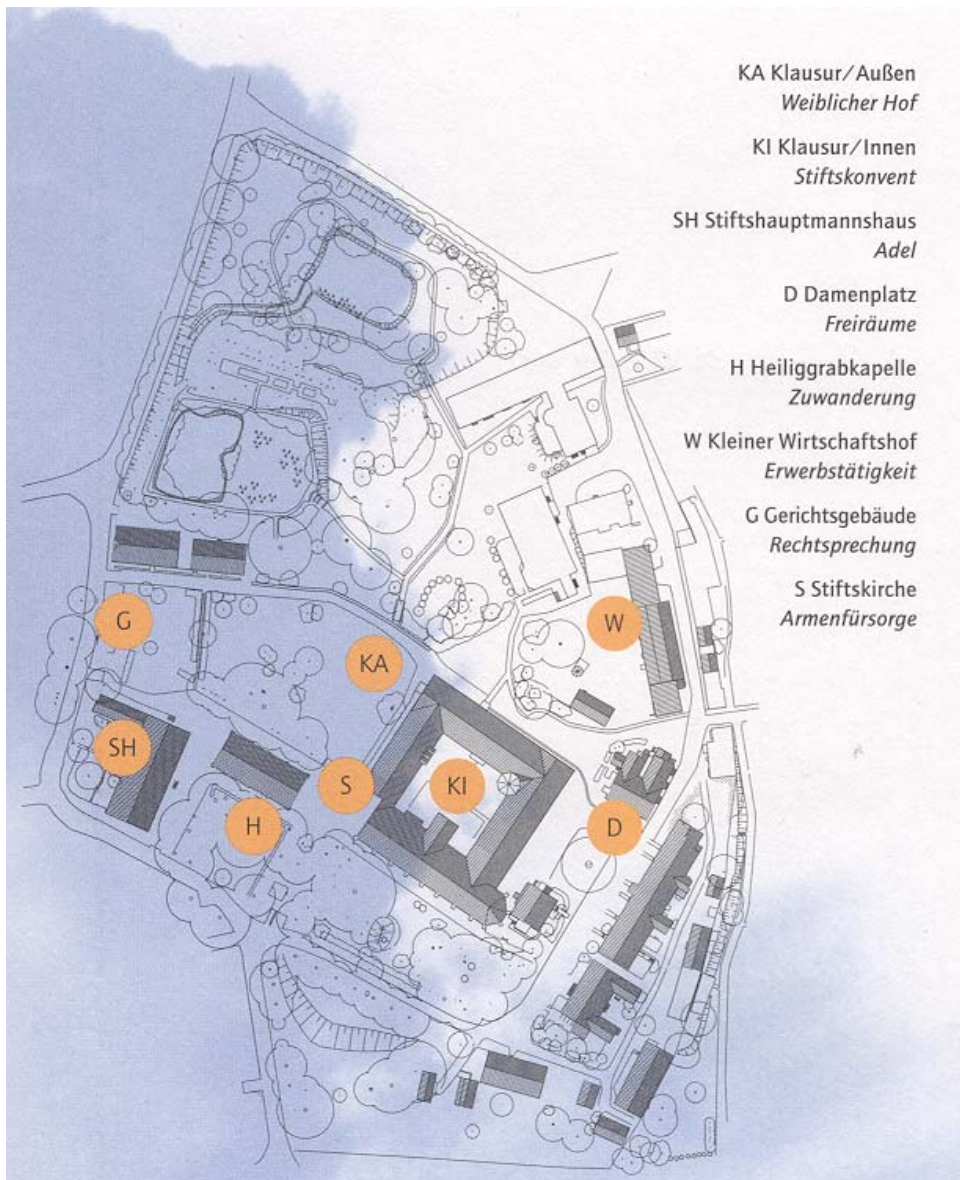 KA Klausur/Außen
Weiblicher Hof
KI Klausur/Innen
Stiftskonvent
SH Stiftshauptmannshaus
Adel
D Damenplatz
Freiräume
H Heiliggrabkapelle
Zuwanderung
W Kleiner Wirtschaftshof
Erwerbstätigkeit
G Gerichtsgebäude
Rechtsprechung
S Stiftskirche
Armenfürsorge
G
W
KA
SH
S
KI
H
D